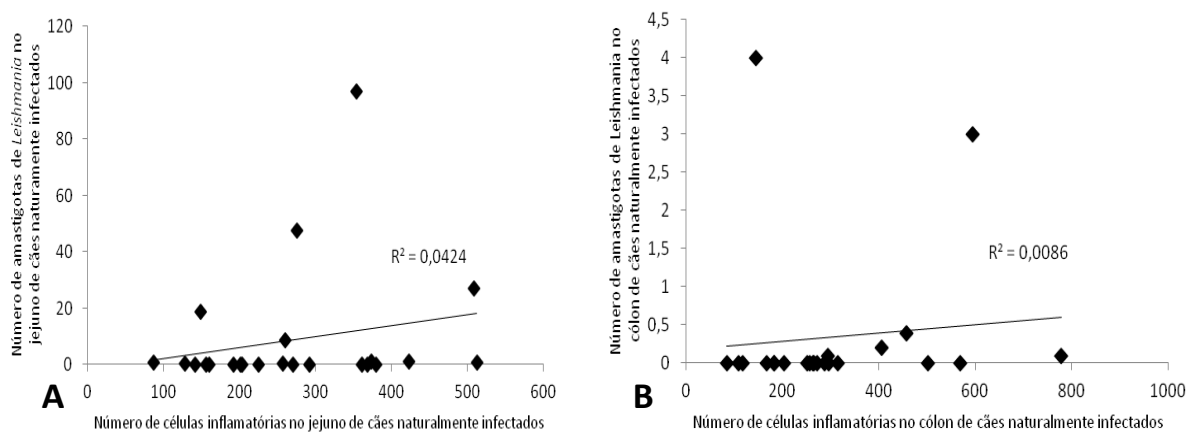 Número de amastigotas de Leishmania no
jejuno de cães naturamente infectados
120
100
80
60
40
20
0
R² = 0,0424
0 100 200 300 400 500 600
A
Número de células inflamatórias no jejuno de cães naturalmente infectados
Número de amastigotas de Leishmania no
cólon de cães naturalmente infectados
4,5
4
3,5
3
2,5
2
1,5
1
0,5
0
R² = 0,0086
0 200 400 600 800 1000
B
Número de células inflamatórias no cólon de cães naturalmente infectados